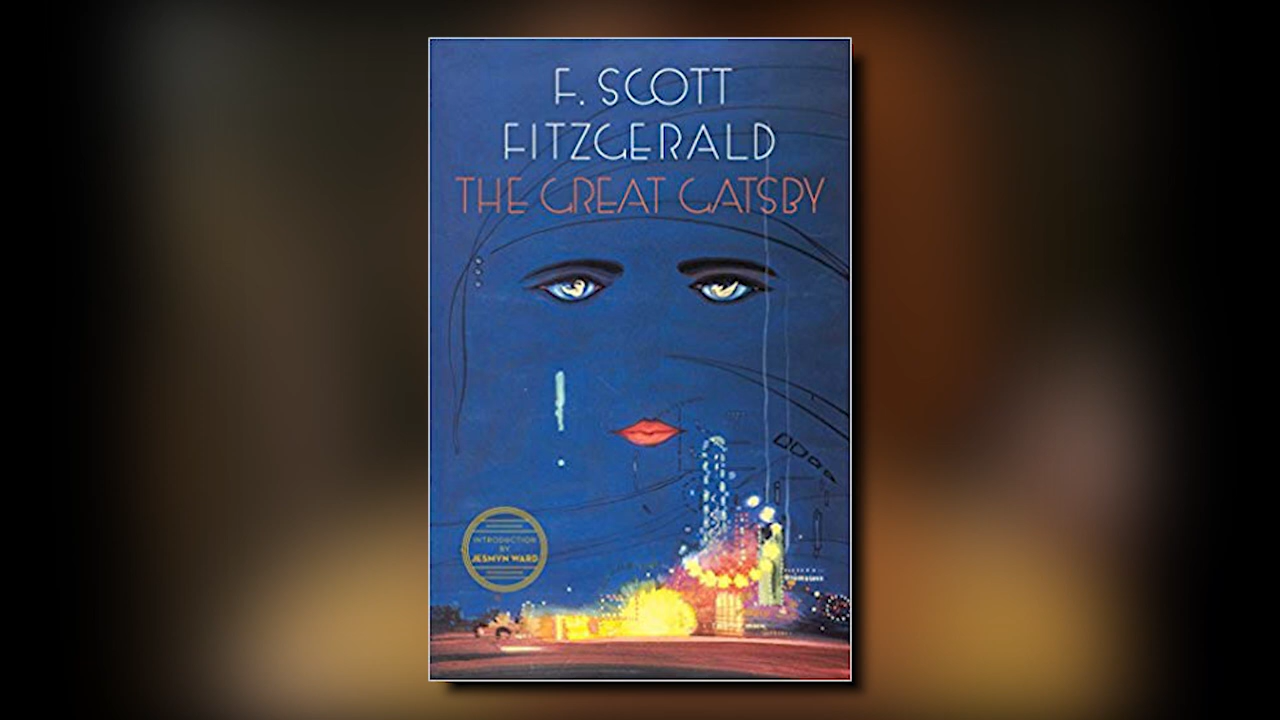 F. SCOTT
FITZGERALD
THE GREAT GATSBY
INTRODUCTION
BY
JESMYN WARD